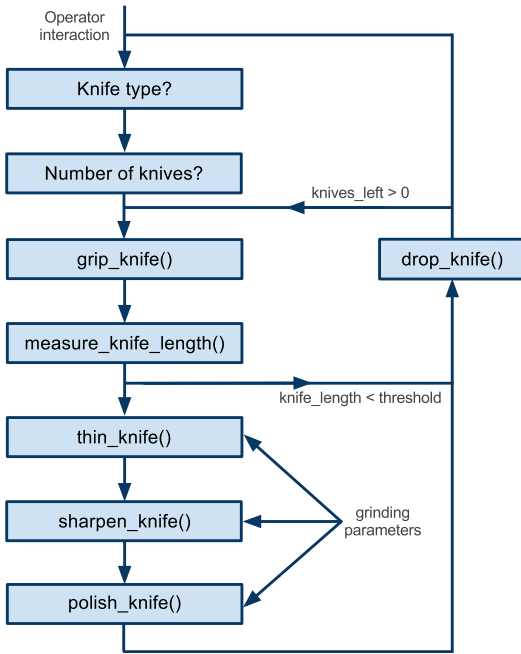 Operator
interaction
Knife type?
Number of knives?
knives_left > 0
grip_knife()
drop_knife()
measure_knife_length()
knife_length < threshold
thin_knife()
sharpen_knife()
grinding
parameters
polish_knife()